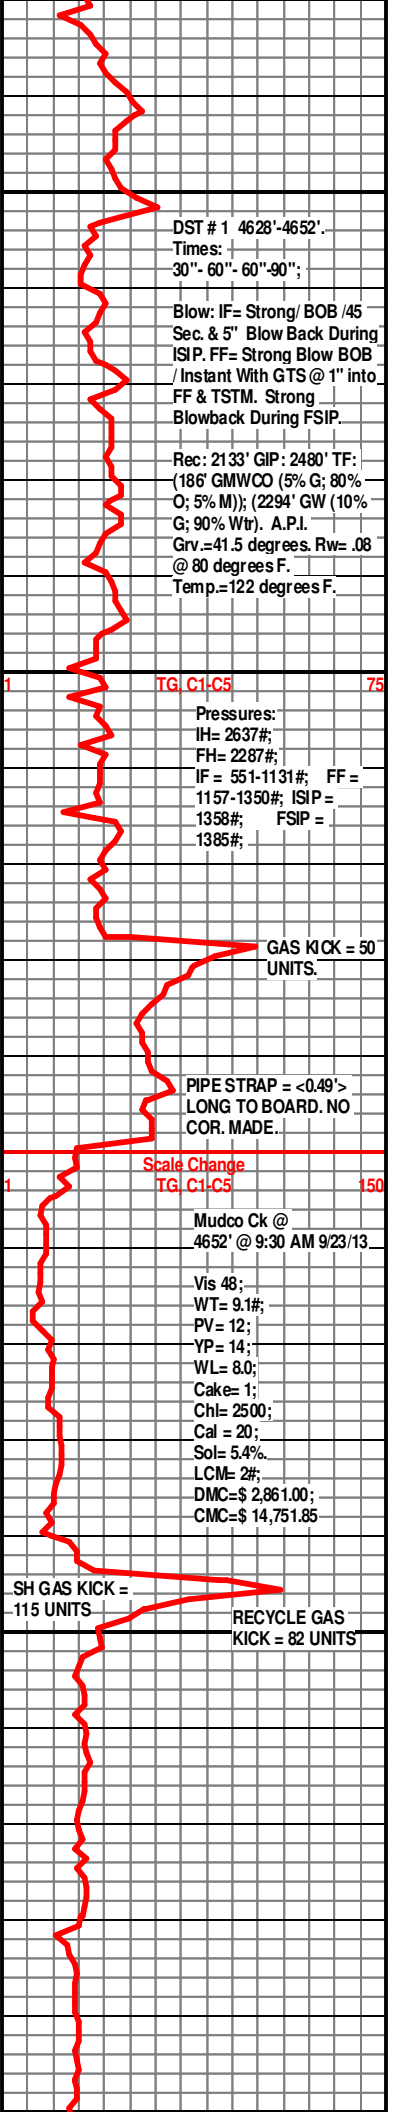 DST # 1 4628'-4652'.
Times:
30"- 60"- 60"-90";
Blow: IF= Strong/ BOB /45
Sec. & 5" Blow Back During
ISIP. FF= Strong Blow BOB
/ Instant With GTS @ 1" into
FF & TSTM. Strong
Blowback During FSIP.
Rec: 2133' GIP: 2480' TF:
(186' GMWCO (5% G; 80%
O; 5% M)); (2294' GW (10%
G; 90% Wtr). A.P.I.
Grv.=41.5 degrees. Rw= .08
@ 80 degrees F.
Temp.=122 degrees F.
1 TG, C1-C5 75
Pressures:
IH= 2637#;
FH= 2287#;
IF = 551-1131#; FF =
1157-1350#; ISIP =
1358#; FSIP =
1385#;
GAS KICK = 50
UNITS.
PIPE STRAP = <0.49'>
LONG TO BOARD. NO
COR. MADE.
Scale Change
1 TG, C1-C5 150
Mudco Ck @
4652' @ 9:30 AM 9/23/13
Vis 48;
WT= 9.1#;
PV= 12;
YP= 14;
WL= 8.0;
Cake= 1;
Chl= 2500;
Cal = 20;
Sol= 5.4%.
LCM= 2#;
DMC=$ 2,861.00;
CMC=$ 14,751.85
SH GAS KICK =
115 UNITS
RECYCLE GAS
KICK = 82 UNITS